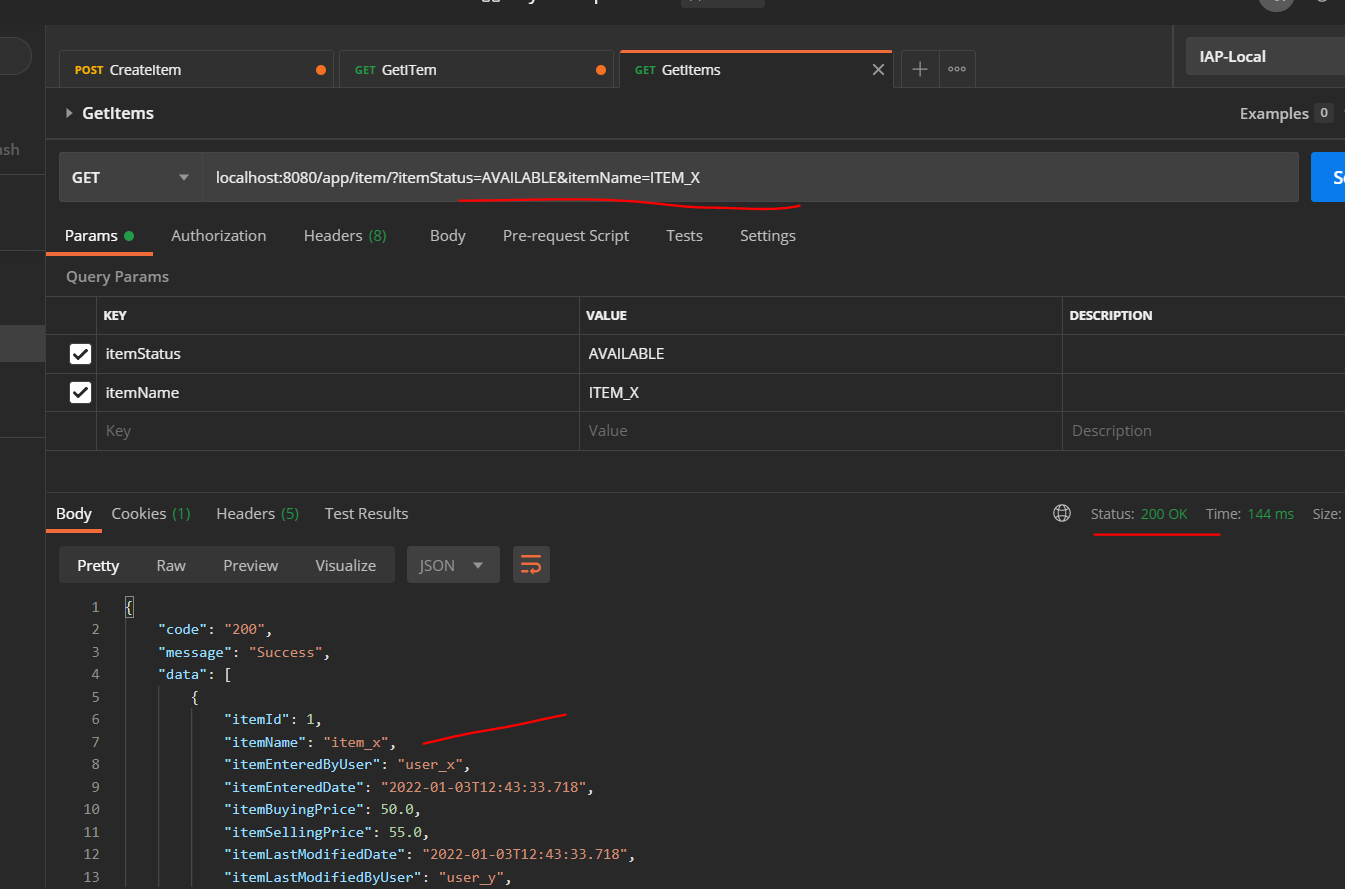 POST CreateItem
GET GetITem
GET GetItems
IAP-Local
GetItems
Examples 0
GET
localhost:8080/app/item/?itemStatus=AVAILABLE&itemName=ITEM_X
Params
Authorization
Headers (8)
Body
Pre-request Script
Tests
Settings
Query Params
KEY VALUE DESCRIPTION
itemStatus AVAILABLE
itemName ITEM_X
Key Value Description
Body
Cookies (1)
Headers (5)
Test Results
Status: 200 OK
Time: 144 ms
Size:
Pretty
Raw
Preview
Visualize
JSON
1 {
2 "code": "200",
3 "message": "Success",
4 "data": [
5 {
6 "itemId": 1,
7 "itemName": "item_x",
8 "itemEnteredByUser": "user_x",
9 "itemEnteredDate": "2022-01-03T12:43:33.718",
10 "itemBuyingPrice": 50.0,
11 "itemSellingPrice": 55.0,
12 "itemLastModifiedDate": "2022-01-03T12:43:33.718",
13 "itemLastModifiedByUser": "user_y",